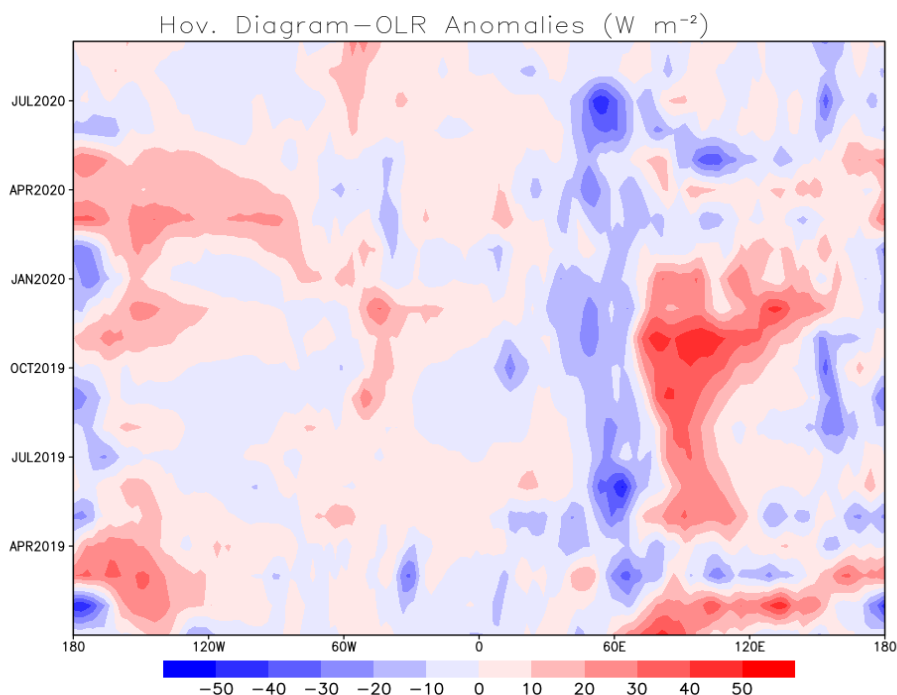 Hov. Diagram−OLR Anomalies (W m⁻²)
JUL2020
APR2020
JAN2020
OCT2019
JUL2019
APR2019
180 120W 60W 0 60E 120E 180
−50 −40 −30 −20 −10 0 10 20 30 40 50